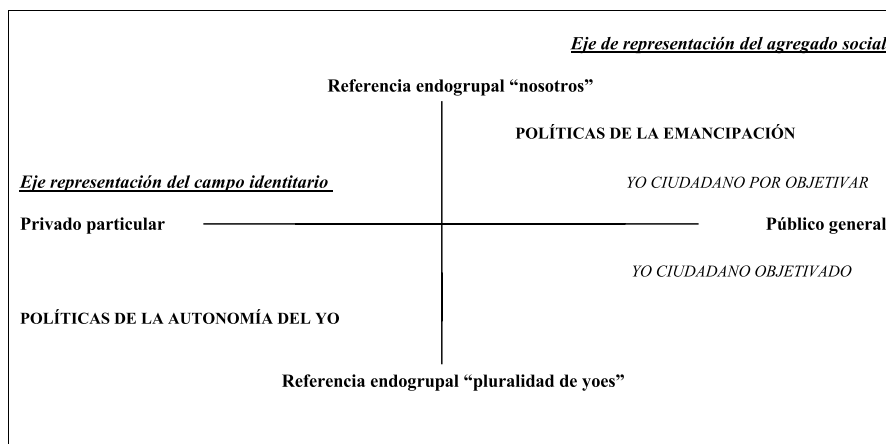 Eje de representación del agregado social
Referencia endogrupal “nosotros”
POLÍTICAS DE LA EMANCIPACIÓN
Eje representación del campo identitario
YO CIUDADANO POR OBJETIVAR
Privado particular
Público general
YO CIUDADANO OBJETIVADO
POLÍTICAS DE LA AUTONOMÍA DEL YO
Referencia endogrupal “pluralidad de yoes”